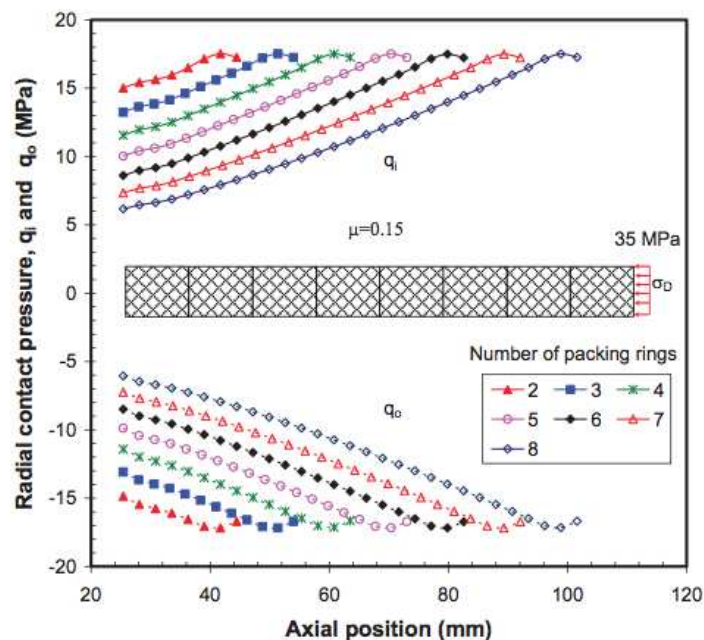 20
15
10
5
0
-5
-10
-15
-20
20
40
60
80
100
120
Radial contact pressure, qi and qo (MPa)
Axial position (mm)
qi
μ=0.15
35 MPa
σD
qo
Number of packing rings
2 3 4
5 6 7
8